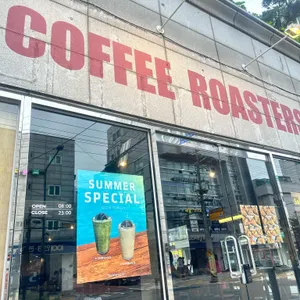 COFFEE ROASTERS
SUMMER
SPECIAL
OPEN 08:00
CLOSE 23:00